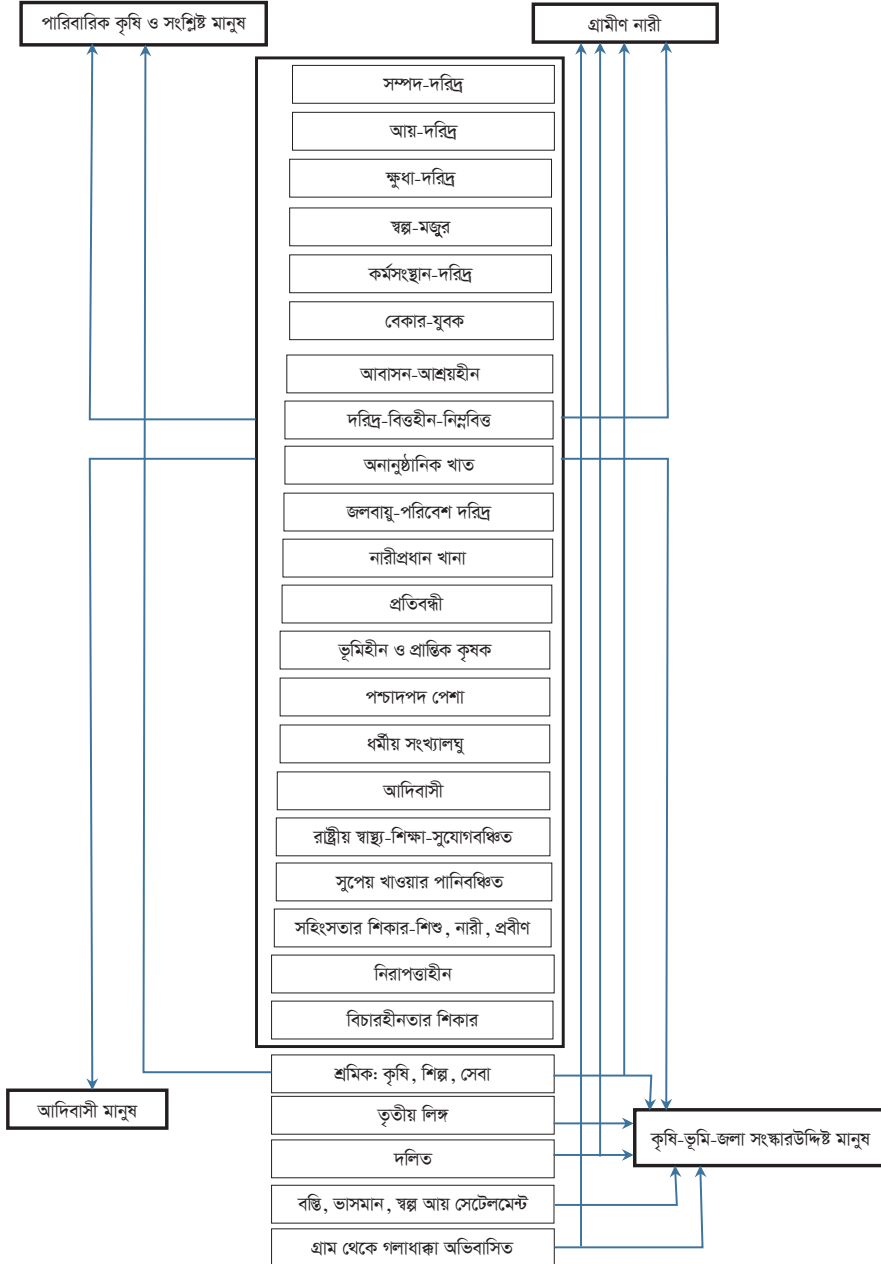 পারিবারিক কৃষি ও সংশ্লিষ্ট মানুষ
গ্রামীণ নারী
সম্পদ-দরিদ্র
আয়-দরিদ্র
ক্ষুধা-দরিদ্র
স্বল্প-মজুর
কর্মসংস্থান-দরিদ্র
বেকার-যুবক
আবাসন-আশ্রয়হীন
দরিদ্র-বিত্তহীন-নিম্নবিত্ত
অনানুষ্ঠানিক খাত
জলবায়ু-পরিবেশ দরিদ্র
নারীপ্রধান খানা
প্রতিবন্ধী
ভূমিহীন ও প্রান্তিক কৃষক
পশ্চাদপদ পেশা
ধর্মীয় সংখ্যালঘু
আদিবাসী
রাষ্ট্রীয় স্বাস্থ্য-শিক্ষা-সুযোগবঞ্চিত
সুপেয় খাওয়ার পানিবঞ্চিত
সহিংসতার শিকার-শিশু, নারী, প্রবীণ
নিরাপত্তাহীন
বিচারহীনতার শিকার
শ্রমিক: কৃষি, শিল্প, সেবা
আদিবাসী মানুষ
তৃতীয় লিঙ্গ
কৃষি-ভূমি-জলা সংস্কারউদ্দিষ্ট মানুষ
দলিত
বস্তি, ভাসমান, স্বল্প আয় সেটেলমেন্ট
গ্রাম থেকে গলাধাক্কা অভিবাসিত